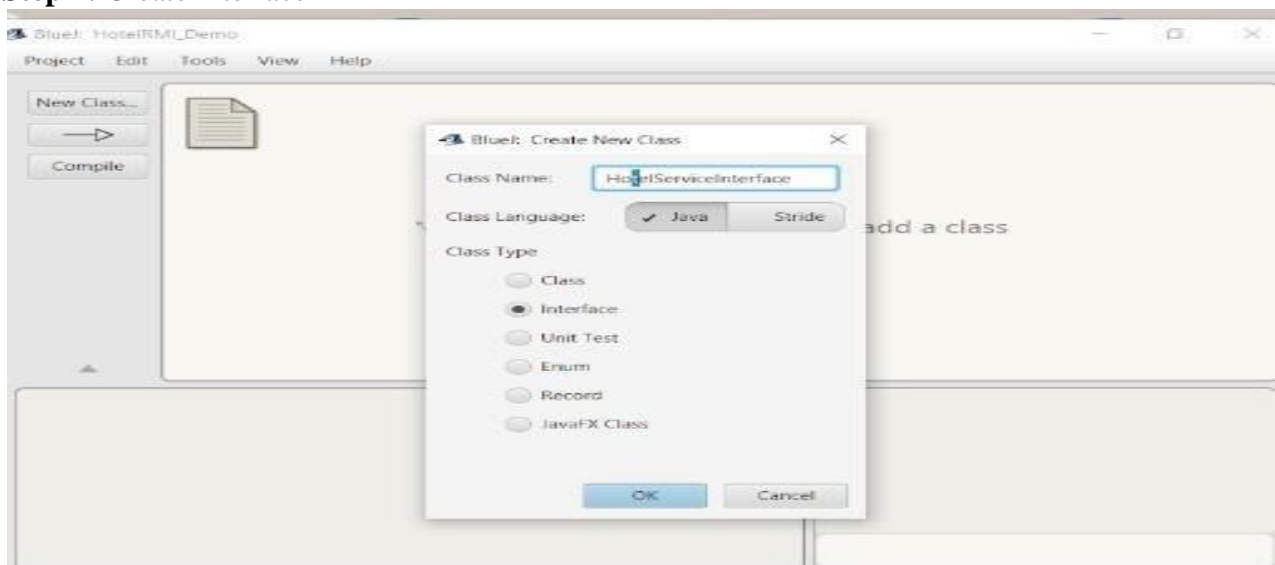 BlueJ: HotelRMI_Demo
Project Edit Tools View Help
New Class...
Compile
add a class
BlueJ: Create New Class
Class Name: HotelServiceInterface
Class Language: Java Stride
Class Type
Class
Interface
Unit Test
Enum
Record
JavaFX Class
OK Cancel